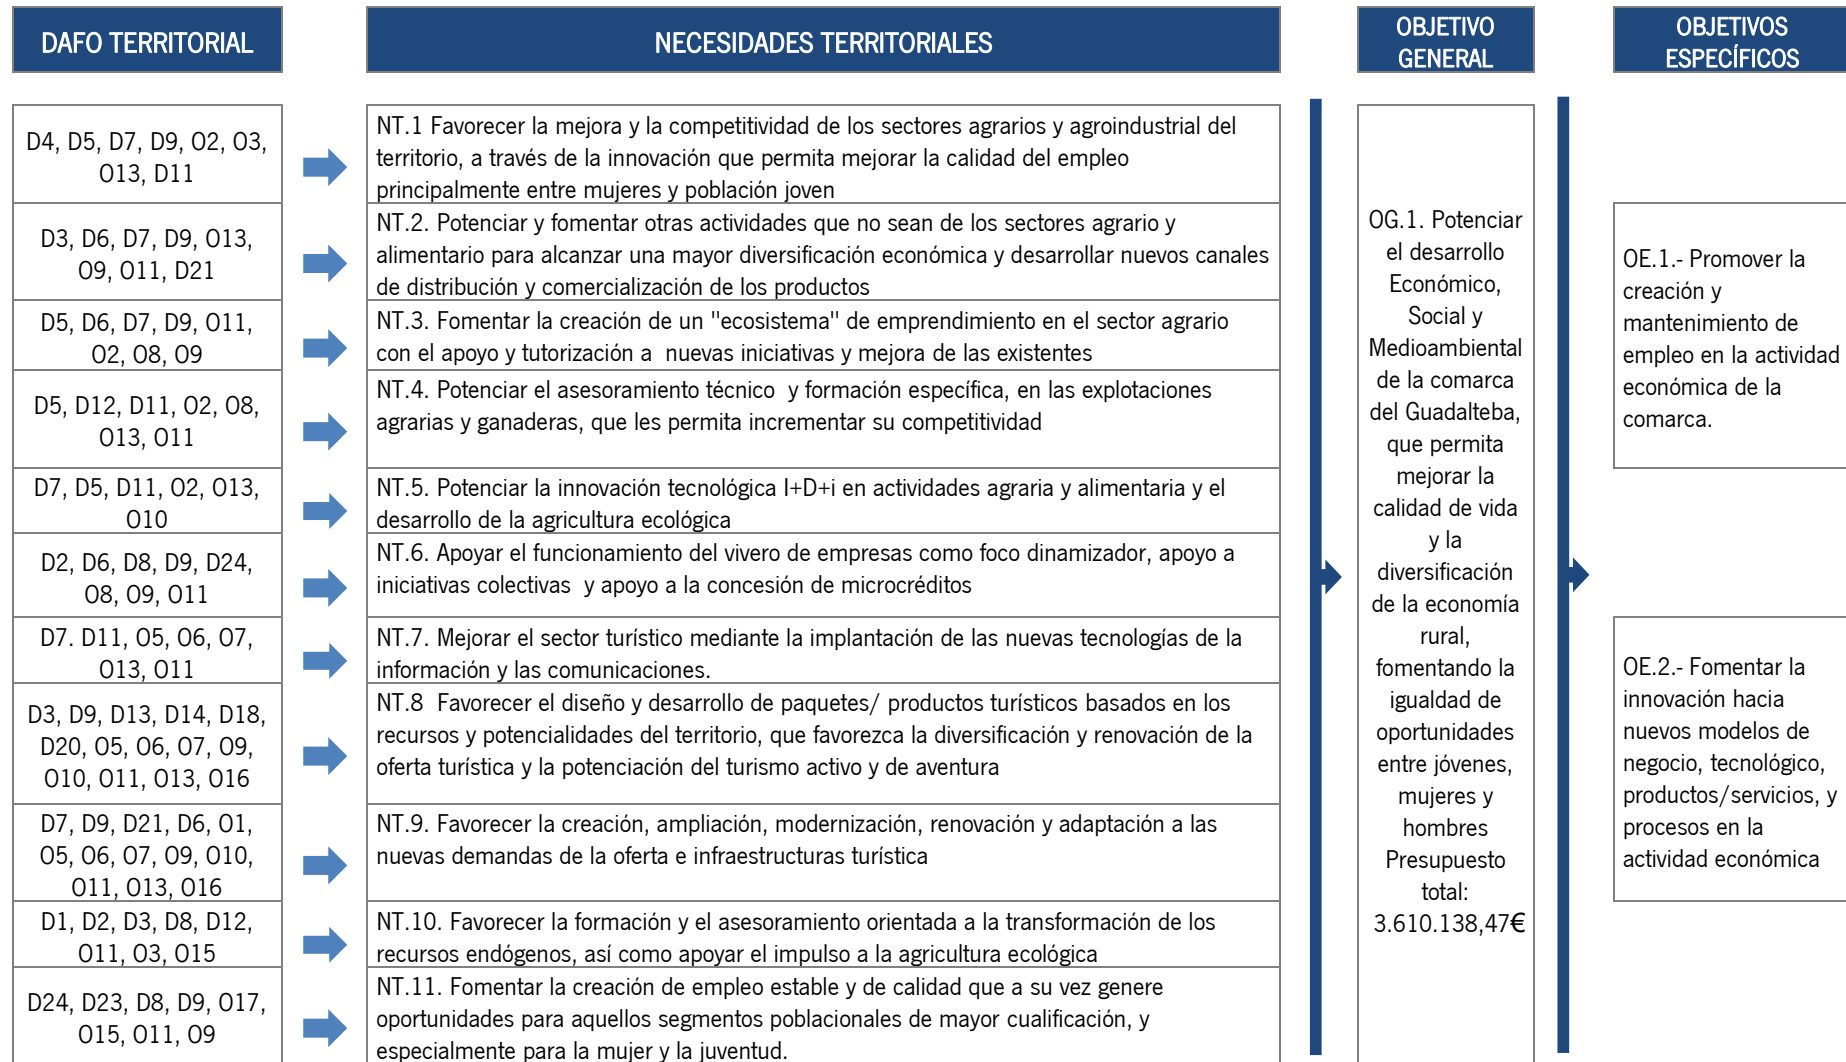 DAFO TERRITORIAL
NECESIDADES TERRITORIALES
OBJETIVO
GENERAL
OBJETIVOS
ESPECÍFICOS
D4, D5, D7, D9, O2, O3,
O13, D11
NT.1 Favorecer la mejora y la competitividad de los sectores agrarios y agroindustrial del
territorio, a través de la innovación que permita mejorar la calidad del empleo
principalmente entre mujeres y población joven
D3, D6, D7, D9, O13,
O9, O11, D21
NT.2. Potenciar y fomentar otras actividades que no sean de los sectores agrario y
alimentario para alcanzar una mayor diversificación económica y desarrollar nuevos canales
de distribución y comercialización de los productos
D5, D6, D7, D9, O11,
O2, O8, O9
NT.3. Fomentar la creación de un "ecosistema" de emprendimiento en el sector agrario
con el apoyo y tutorización a  nuevas iniciativas y mejora de las existentes
D5, D12, D11, O2, O8,
O13, O11
NT.4. Potenciar el asesoramiento técnico  y formación específica, en las explotaciones
agrarias y ganaderas, que les permita incrementar su competitividad
D7, D5, D11, O2, O13,
O10
NT.5. Potenciar la innovación tecnológica I+D+i en actividades agraria y alimentaria y el
desarrollo de la agricultura ecológica
D2, D6, D8, D9, D24,
O8, O9, O11
NT.6. Apoyar el funcionamiento del vivero de empresas como foco dinamizador, apoyo a
iniciativas colectivas  y apoyo a la concesión de microcréditos
D7. D11, O5, O6, O7,
O13, O11
NT.7. Mejorar el sector turístico mediante la implantación de las nuevas tecnologías de la
información y las comunicaciones.
D3, D9, D13, D14, D18,
D20, O5, O6, O7, O9,
O10, O11, O13, O16
NT.8  Favorecer el diseño y desarrollo de paquetes/ productos turísticos basados en los
recursos y potencialidades del territorio, que favorezca la diversificación y renovación de la
oferta turística y la potenciación del turismo activo y de aventura
D7, D9, D21, D6, O1,
O5, O6, O7, O9, O10,
O11, O13, O16
NT.9. Favorecer la creación, ampliación, modernización, renovación y adaptación a las
nuevas demandas de la oferta e infraestructuras turística
D1, D2, D3, D8, D12,
O11, O3, O15
NT.10. Favorecer la formación y el asesoramiento orientada a la transformación de los
recursos endógenos, así como apoyar el impulso a la agricultura ecológica
D24, D23, D8, D9, O17,
O15, O11, O9
NT.11. Fomentar la creación de empleo estable y de calidad que a su vez genere
oportunidades para aquellos segmentos poblacionales de mayor cualificación, y
especialmente para la mujer y la juventud.
OG.1. Potenciar
el desarrollo
Económico,
Social y
Medioambiental
de la comarca
del Guadalteba,
que permita
mejorar la
calidad de vida
y la
diversificación
de la economía
rural,
fomentando la
igualdad de
oportunidades
entre jóvenes,
mujeres y
hombres
Presupuesto
total:
3.610.138,47€
OE.1.- Promover la
creación y
mantenimiento de
empleo en la actividad
económica de la
comarca.
OE.2.- Fomentar la
innovación hacia
nuevos modelos de
negocio, tecnológico,
productos/servicios, y
procesos en la
actividad económica